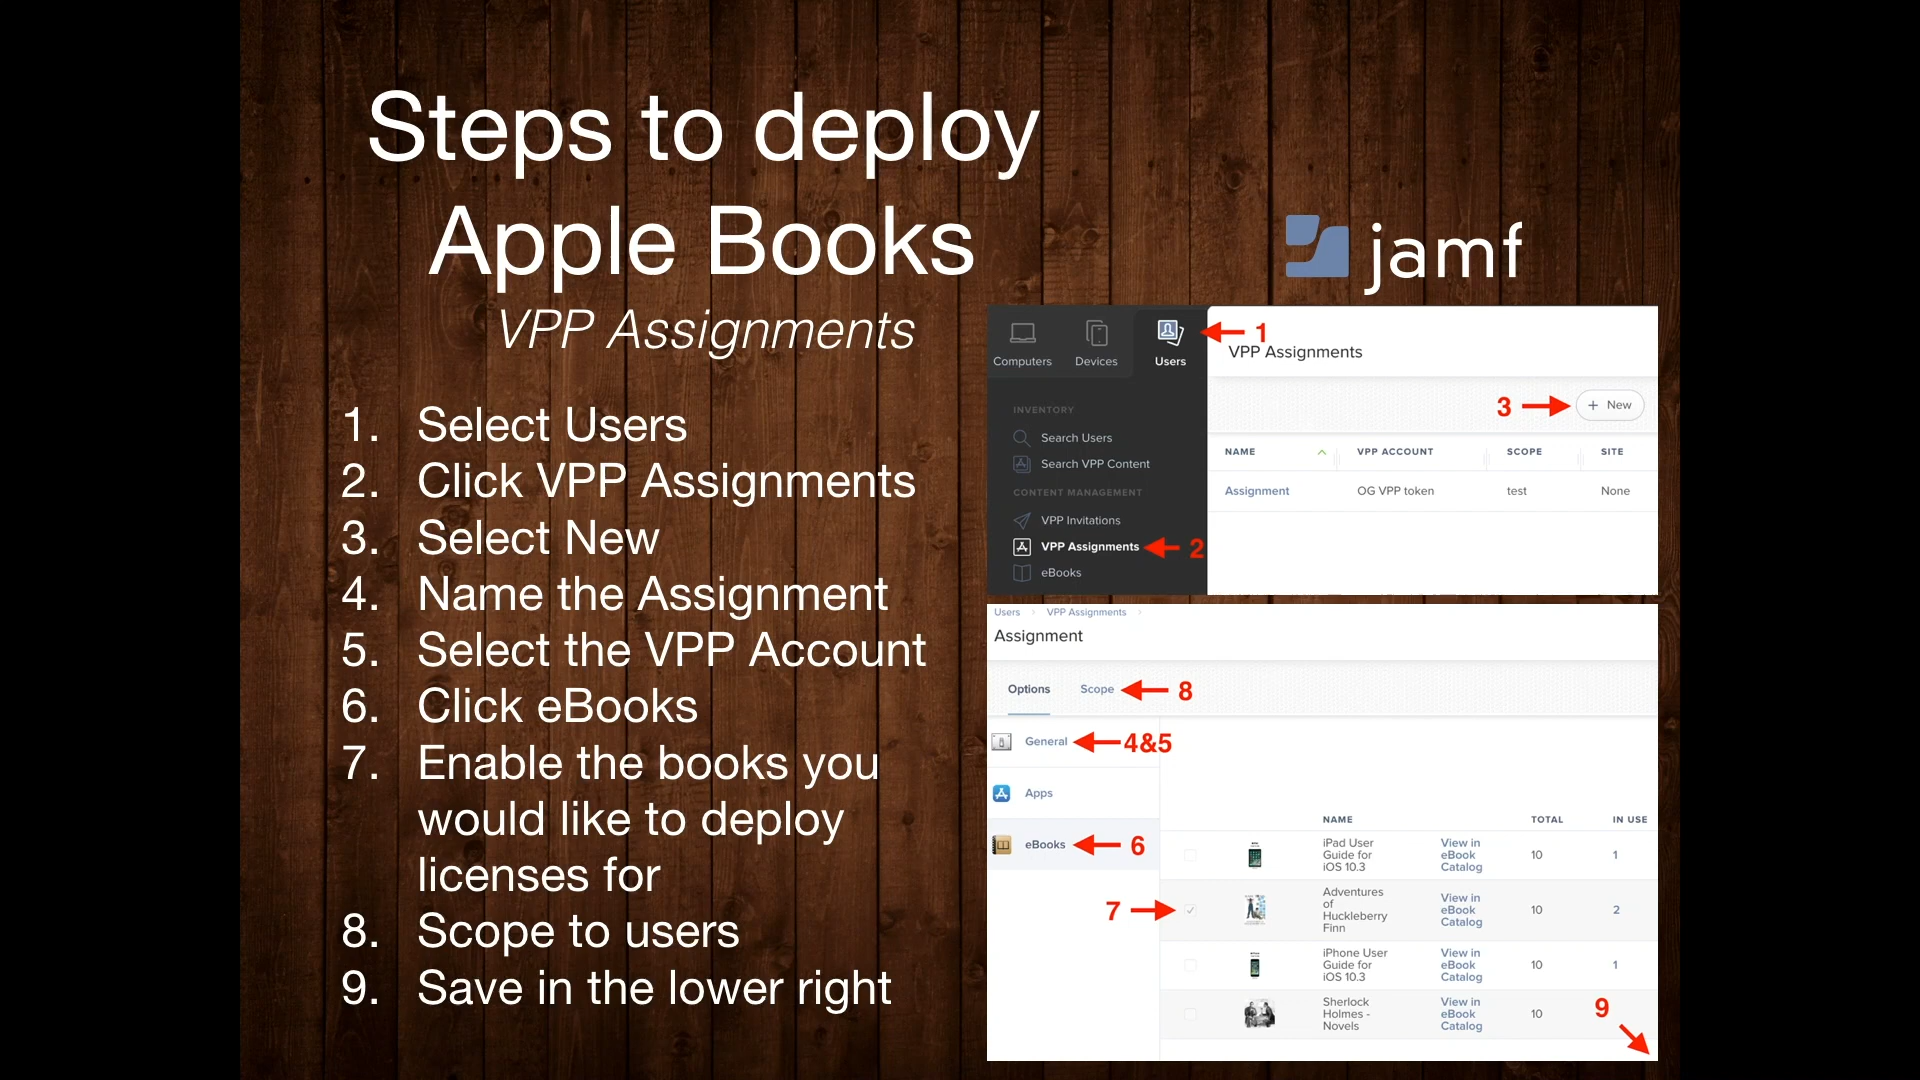 Steps to deploy
Apple Books
VPP Assignments
1. Select Users
2. Click VPP Assignments
3. Select New
4. Name the Assignment
5. Select the VPP Account
6. Click eBooks
7. Enable the books you
would like to deploy
licenses for
8. Scope to users
9. Save in the lower right
jamf
Computers Devices Users 1
VPP Assignments
3 + New
INVENTORY
Search Users
Search VPP Content
CONTENT MANAGEMENT
VPP Invitations
VPP Assignments 2
eBooks
NAME VPP ACCOUNT SCOPE SITE
Assignment OG VPP token test None
Users VPP Assignments
Assignment
Options Scope 8
General 4&5
Apps
eBooks 6
NAME TOTAL IN USE
iPad User
Guide for
iOS 10.3
View in
eBook
Catalog
10 1
7
Adventures
of
Huckleberry
Finn
View in
eBook
Catalog
10 2
iPhone User
Guide for
iOS 10.3
View in
eBook
Catalog
10 1
Sherlock
Holmes -
Novels
View in
eBook
Catalog
10
9